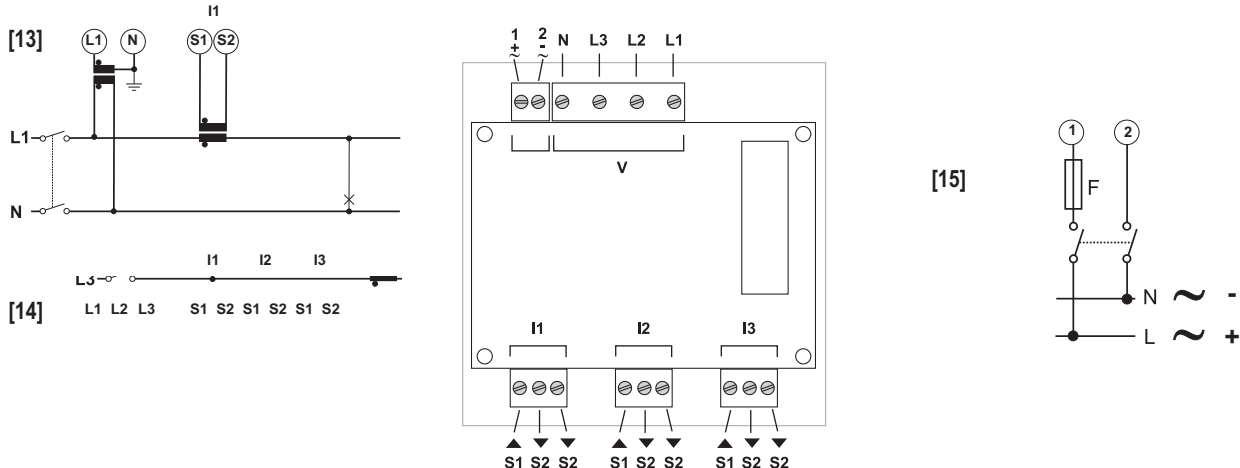 I1
[13]
L1 N S1 S2
L1
N
I1 I2 I3
L3
[14]
L1 L2 L3 S1 S2 S1 S2 S1 S2
1 2 N L3 L2 L1
+ -
~ ~
V
I1 I2 I3
S1 S2 S2 S1 S2 S2 S1 S2 S2
[15]
1 2
F
N ~ -
L ~ +